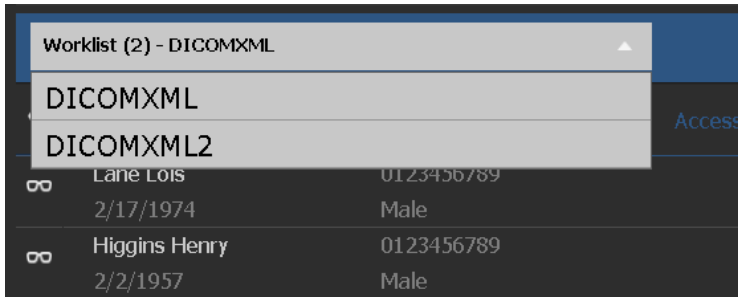 Worklist (2) - DICOMXML
DICOMXML
DICOMXML2
Access
Lane Lois 0123456789
2/17/1974 Male
Higgins Henry 0123456789
2/2/1957 Male